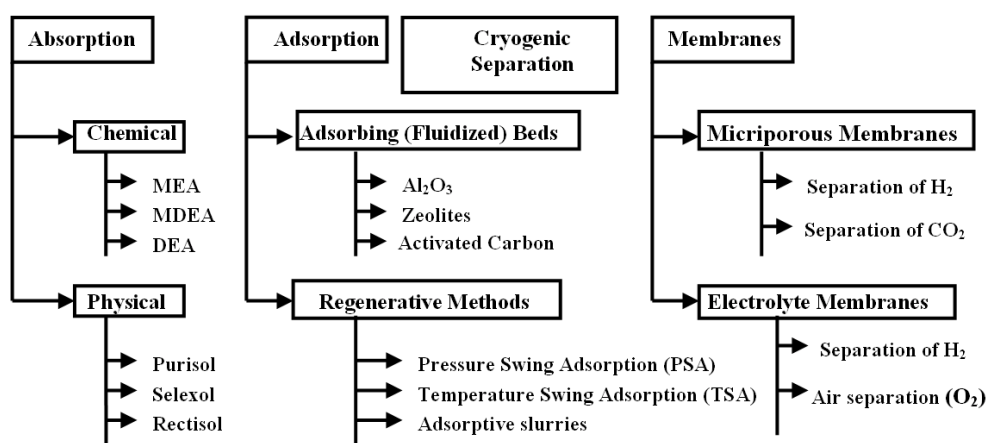 Absorption
Chemical
MEA
MDEA
DEA
Physical
Purisol
Selexol
Rectisol
Adsorption
Adsorbing (Fluidized) Beds
Al₂O₃
Zeolites
Activated Carbon
Regenerative Methods
Pressure Swing Adsorption (PSA)
Temperature Swing Adsorption (TSA)
Adsorptive slurries
Cryogenic
Separation
Membranes
Micriporous Membranes
Separation of H₂
Separation of CO₂
Electrolyte Membranes
Separation of H₂
Air separation (O₂)